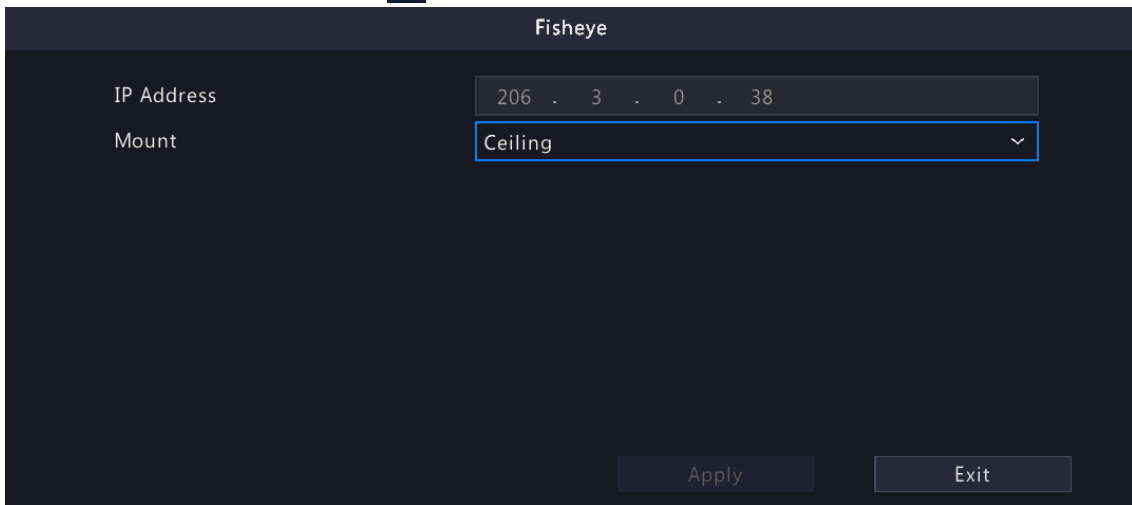 Fisheye
IP Address 206 . 3 . 0 . 38
Mount Ceiling
Apply Exit